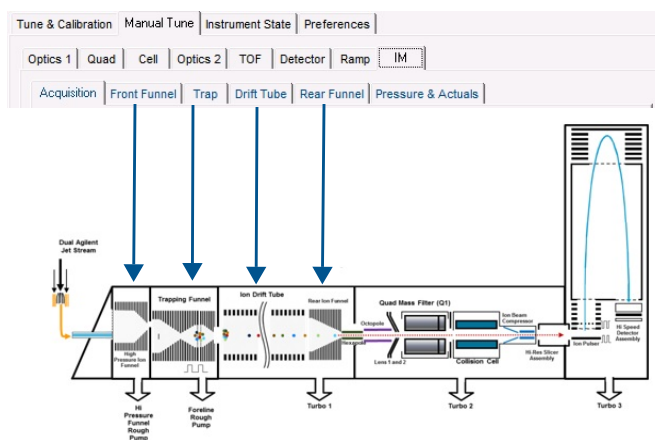 Tune & Calibration Manual Tune Instrument State Preferences
Optics 1 Quad Cell Optics 2 TOF Detector Ramp IM
Acquisition Front Funnel Trap Drift Tube Rear Funnel Pressure & Actuals
Dual Agilent
Jet Stream
Trapping Funnel
Ion Drift Tube
Rear Ion Funnel
Quad Mass Filter (Q1)
Octopole
Ion Beam
Compressor
High
Pressure Ion
Funnel
Hexapole
Lens 1 and 2
Collision Cell
Hi Res Slicer
Assembly
Ion Pulser
Hi Speed
Detector
Assembly
Hi
Pressure
Funnel
Rough
Pump
Foreline
Rough
Pump
Turbo 1
Turbo 2
Turbo 3